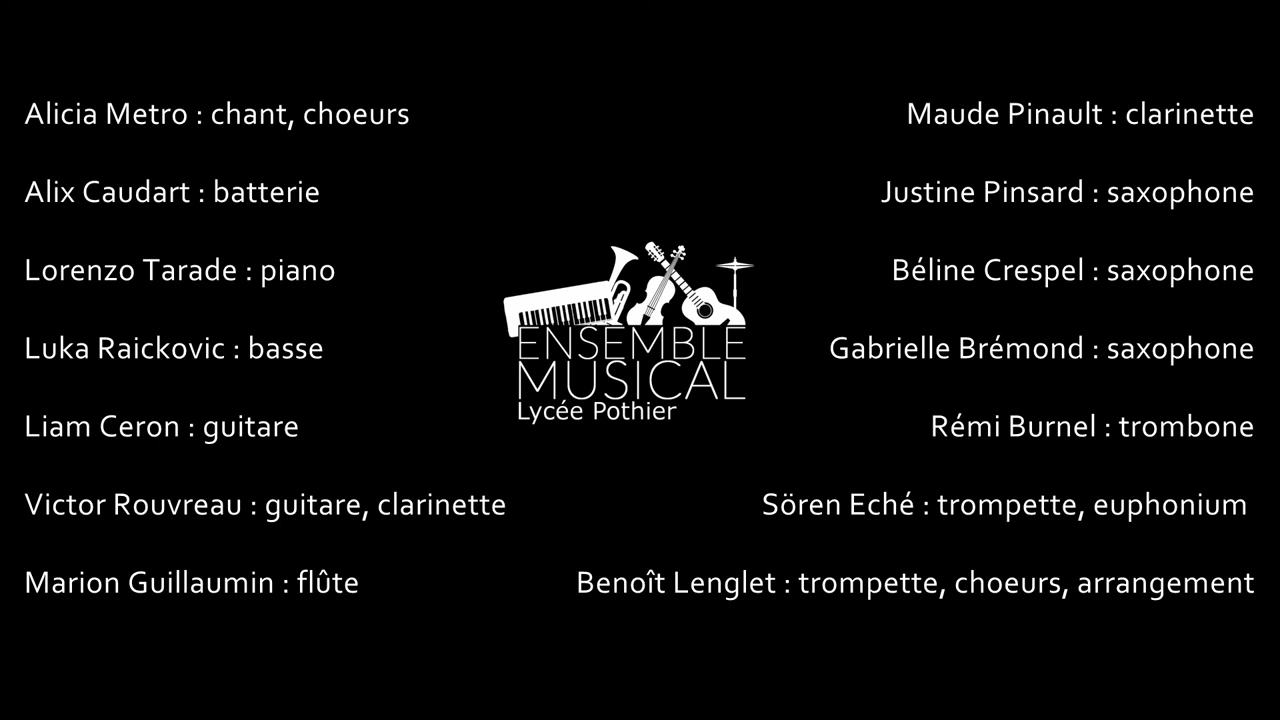 Alicia Metro : chant, choeurs
Alix Caudart : batterie
Lorenzo Tarade : piano
Luka Raickovic : basse
Liam Ceron : guitare
Victor Rouvreau : guitare, clarinette
Marion Guillaumin : flûte
ENSEMBLE
MUSICAL
Lycée Pothier
Maude Pinault : clarinette
Justine Pinsard : saxophone
Béline Crespel : saxophone
Gabrielle Brémond : saxophone
Rémi Burnel : trombone
Sören Eché : trompette, euphonium
Benoît Lenglet : trompette, choeurs, arrangement